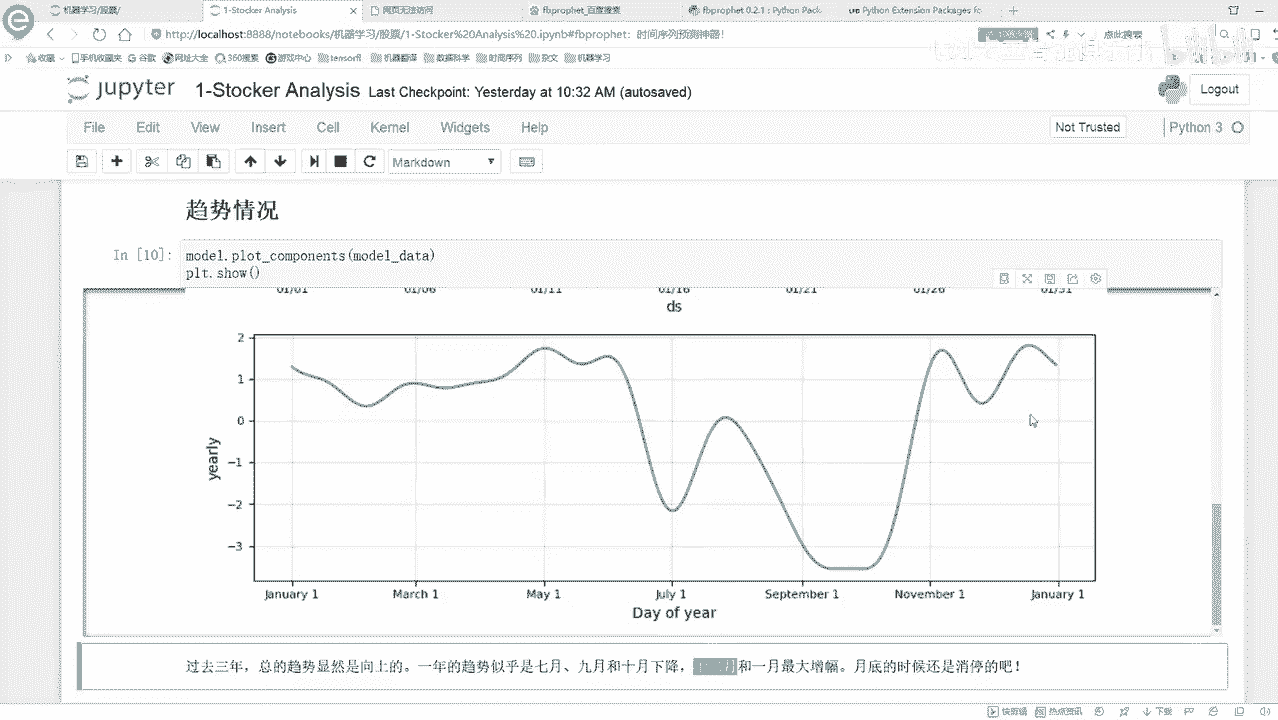 机器学习/股票/
1-Stocker Analysis
网页无法访问
fbprophet_百度搜索
fbprophet 0.2.1 : Python Pack
Python Extension Packages fo
http://localhost:8888/notebooks/机器学习/股票/1-Stocker%20Analysis%20.ipynb#fbprophet：时间序列预测神器！
点此搜索
收藏
手机收藏夹
谷歌
网址大全
360搜索
游戏中心
机器翻译
数据科学
时间序列
杂文
机器学习
jupyter
1-Stocker Analysis
Last Checkpoint: Yesterday at 10:32 AM (autosaved)
Logout
File
Edit
View
Insert
Cell
Kernel
Widgets
Help
Not Trusted
Python 3
Markdown
趋势情况
In [10]:
model.plot_components(model_data)
plt.show()
01/01
01/06
01/11
01/16
01/21
01/26
01/31
ds
2
1
0
−1
−2
−3
yearly
January 1
March 1
May 1
July 1
September 1
November 1
January 1
Day of year
过去三年，总的趋势显然是向上的。一年的趋势似乎是七月、九月和十月下降，和一月最大增幅。月底的时候还是消停的吧！
快剪辑
热点资讯
下载